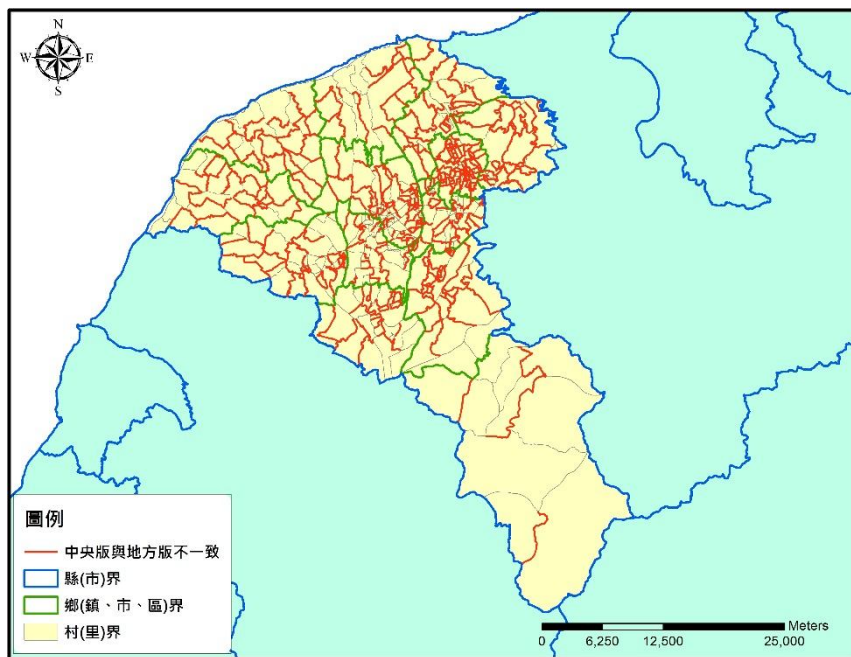 N
W E
S
圖例
中央版與地方版不一致
縣(市)界
鄉(鎮、市、區)界
村(里)界
Meters
0 6,250 12,500 25,000